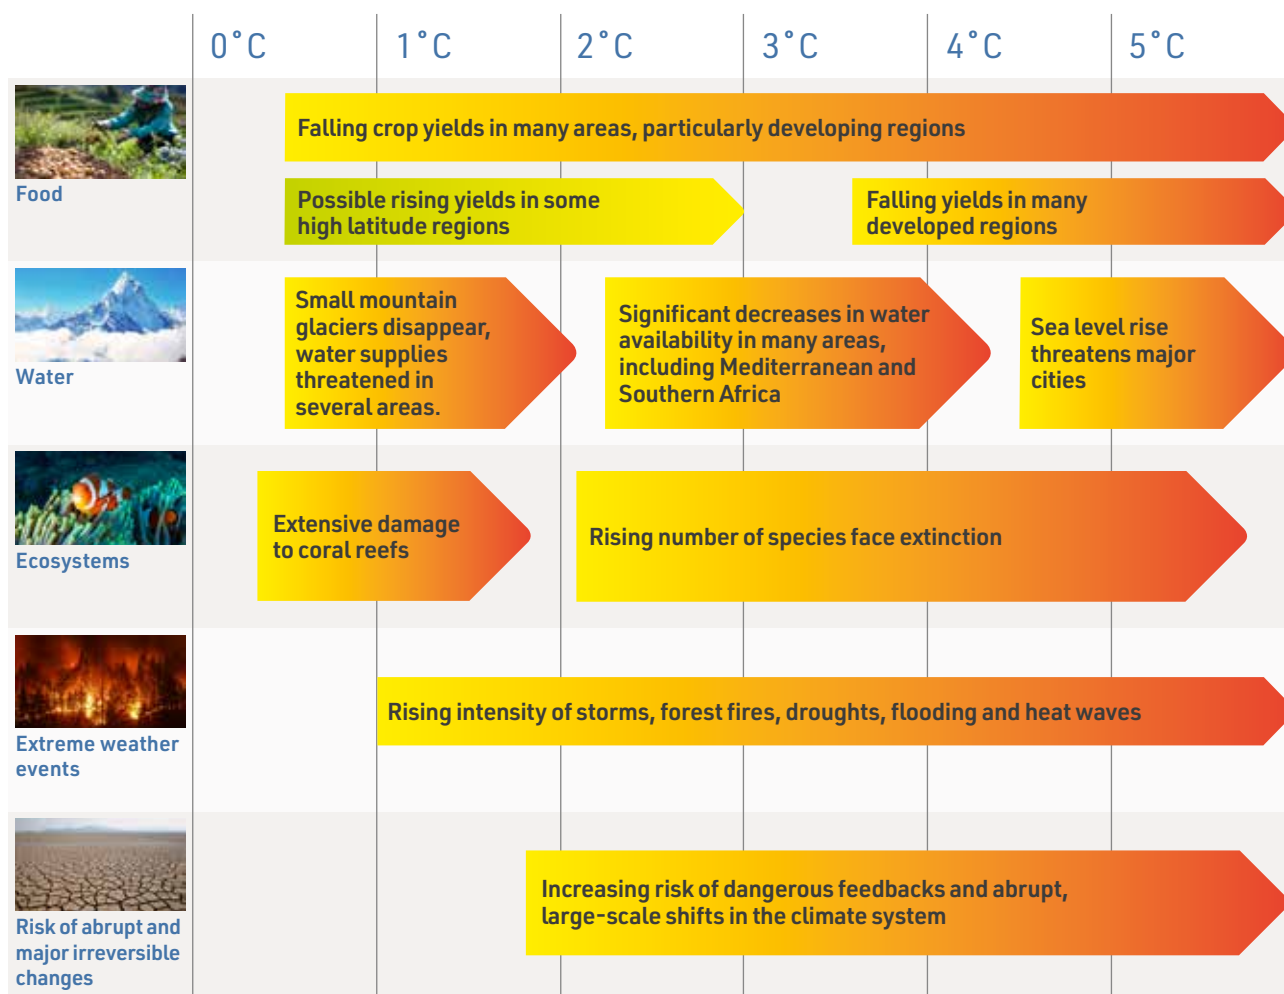 0°C 1°C 2°C 3°C 4°C 5°C
Food
Falling crop yields in many areas, particularly developing regions
Possible rising yields in some
high latitude regions
Falling yields in many
developed regions
Water
Small mountain
glaciers disappear,
water supplies
threatened in
several areas.
Significant decreases in water
availability in many areas,
including Mediterranean and
Southern Africa
Sea level rise
threatens major
cities
Ecosystems
Extensive damage
to coral reefs
Rising number of species face extinction
Extreme weather
events
Rising intensity of storms, forest fires, droughts, flooding and heat waves
Risk of abrupt and
major irreversible
changes
Increasing risk of dangerous feedbacks and abrupt,
large-scale shifts in the climate system